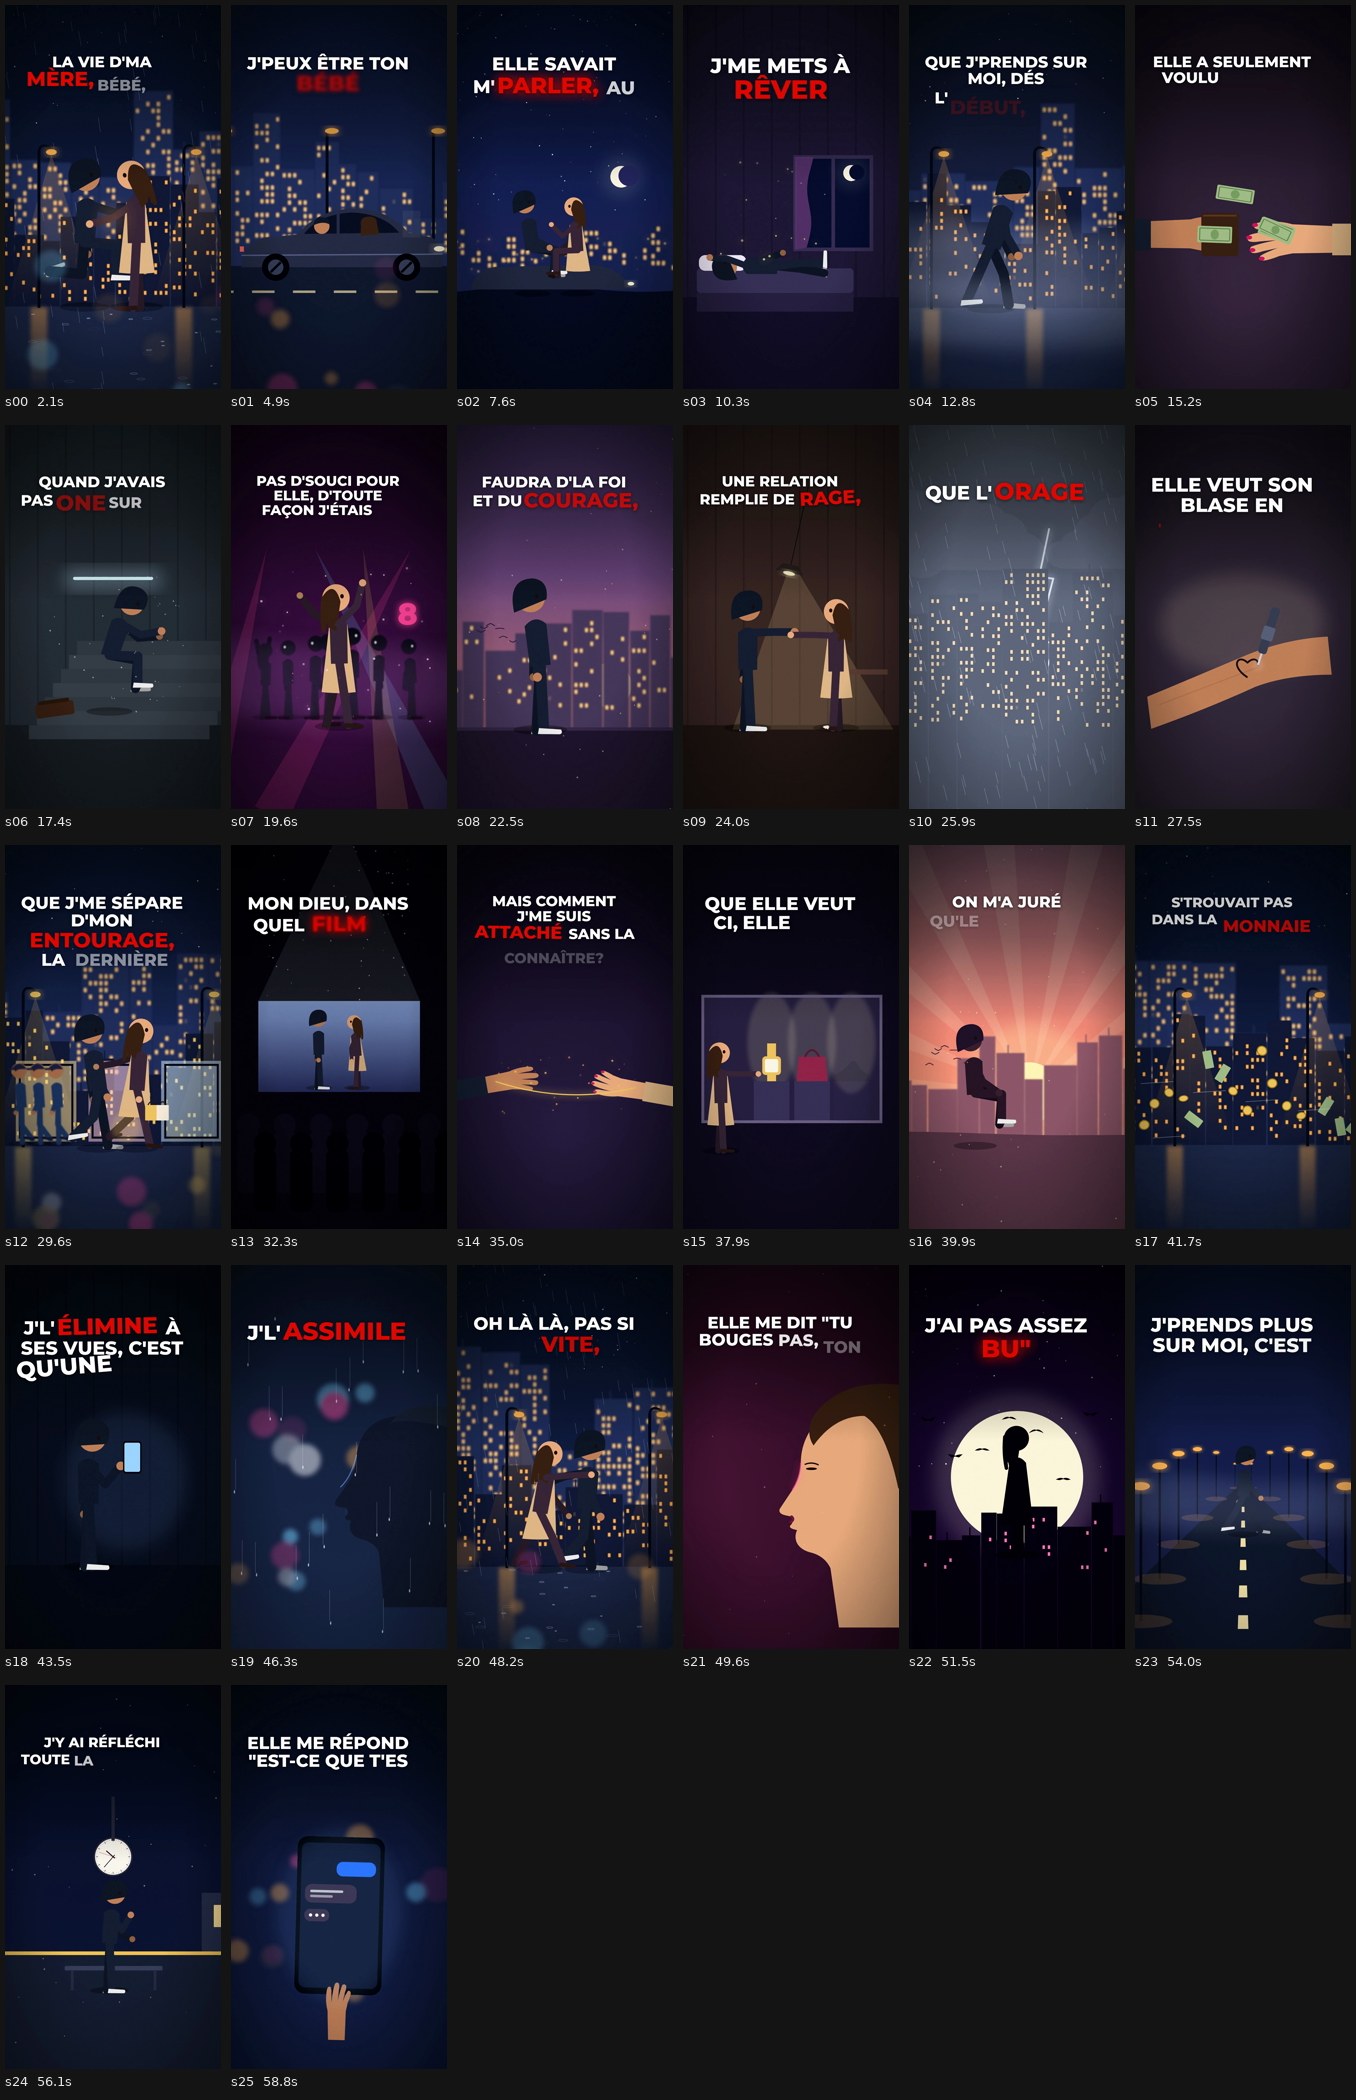 LA VIE D'MA
MÈRE, BÉBÉ,
s00 2.1s
J'PEUX ÊTRE TON
BÉBÉ
s01 4.9s
ELLE SAVAIT
M'PARLER, AU
s02 7.6s
J'ME METS À
RÊVER
s03 10.3s
QUE J'PRENDS SUR
MOI, DÉS
L'DÉBUT,
s04 12.8s
ELLE A SEULEMENT
VOULU
s05 15.2s
QUAND J'AVAIS
PAS ONE SUR
s06 17.4s
PAS D'SOUCI POUR
ELLE, D'TOUTE
FAÇON J'ÉTAIS
8
s07 19.6s
FAUDRA D'LA FOI
ET DU COURAGE,
s08 22.5s
UNE RELATION
REMPLIE DE RAGE,
s09 24.0s
QUE L'ORAGE
s10 25.9s
ELLE VEUT SON
BLASE EN
s11 27.5s
QUE J'ME SÉPARE
D'MON
ENTOURAGE,
LA DERNIÈRE
s12 29.6s
MON DIEU, DANS
QUEL FILM
s13 32.3s
MAIS COMMENT
J'ME SUIS
ATTACHÉ SANS LA
CONNAÎTRE?
s14 35.0s
QUE ELLE VEUT
CI, ELLE
s15 37.9s
ON M'A JURÉ
QU'LE
s16 39.9s
S'TROUVAIT PAS
DANS LA MONNAIE
s17 41.7s
J'L'ÉLIMINE À
SES VUES, C'EST
QU'UNE
s18 43.5s
J'L'ASSIMILE
s19 46.3s
OH LÀ LÀ, PAS SI
VITE,
s20 48.2s
ELLE ME DIT "TU
BOUGES PAS, TON
s21 49.6s
J'AI PAS ASSEZ
BU"
s22 51.5s
J'PRENDS PLUS
SUR MOI, C'EST
s23 54.0s
J'Y AI RÉFLÉCHI
TOUTE LA
s24 56.1s
ELLE ME RÉPOND
"EST-CE QUE T'ES
s25 58.8s